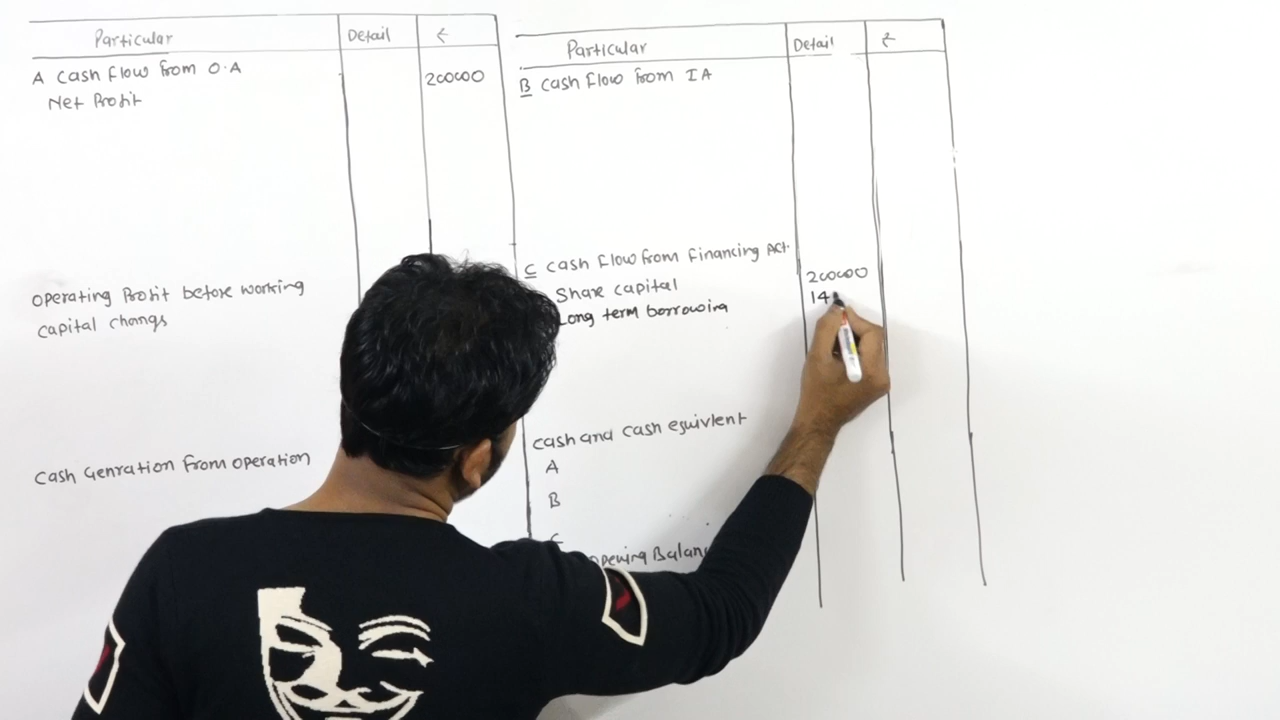 Particular Detail ₹
A Cash flow from O.A 200000
Net Profit
Operating Profit before working
capital changs
Cash Genration from operation
Particular Detail ₹
B Cash flow from IA
C Cash flow from Financing Act.
Share capital 200000
Long term borrowing 14
Cash and Cash equivlent
A
B
C
opening